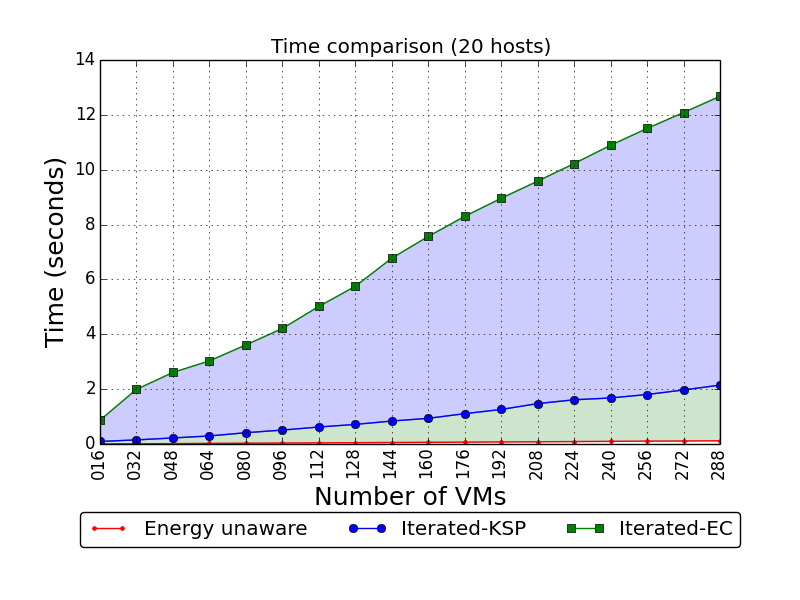 Time comparison (20 hosts)
14
12
10
8
6
4
2
0
Time (seconds)
016 032 048 064 080 096 112 128 144 160 176 192 208 224 240 256 272 288
Number of VMs
Energy unaware Iterated-KSP Iterated-EC